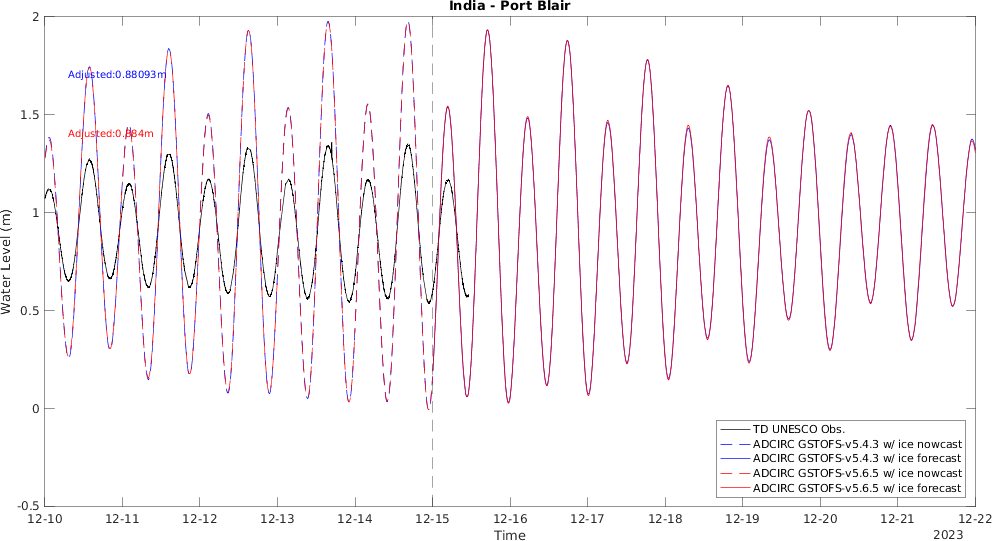 India - Port Blair
2
1.5
1
0.5
0
-0.5
Water Level (m)
Adjusted:0.88093m
Adjusted:0.884m
TD UNESCO Obs.
ADCIRC GSTOFS-v5.4.3 w/ ice nowcast
ADCIRC GSTOFS-v5.4.3 w/ ice forecast
ADCIRC GSTOFS-v5.6.5 w/ ice nowcast
ADCIRC GSTOFS-v5.6.5 w/ ice forecast
12-10 12-11 12-12 12-13 12-14 12-15 12-16 12-17 12-18 12-19 12-20 12-21 12-22
Time
2023